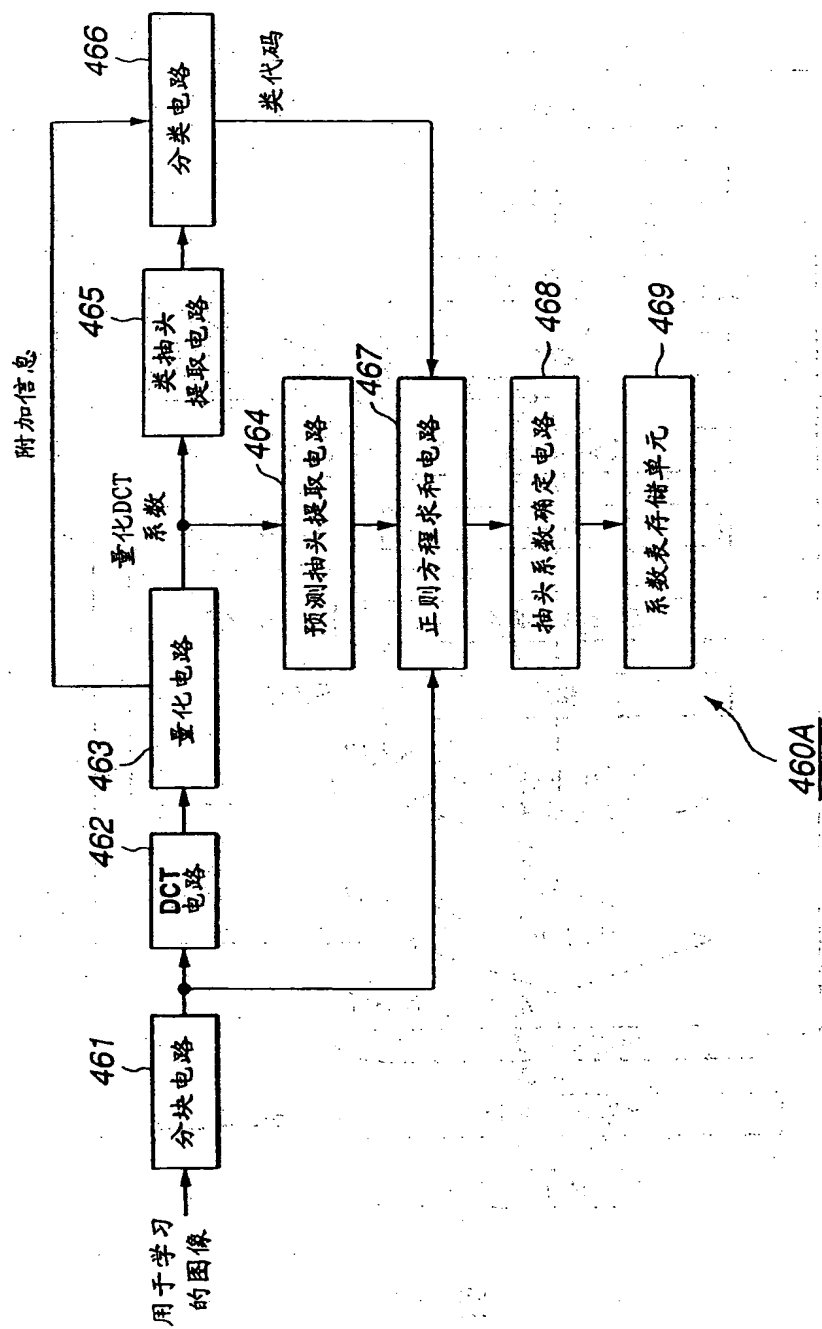 附加信息
466
分类电路
类代码
465
类抽头
提取电路
量化DCT
系数
463
量化电路
462
DCT
电路
461
分块电路
用于学习
的图像
464
预测抽头提取电路
467
正则方程求和电路
468
抽头系数确定电路
469
系数表存储单元
460A